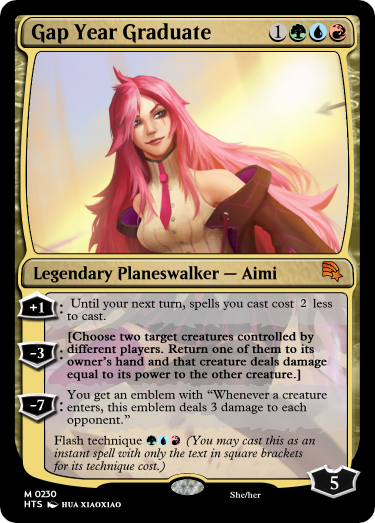 Gap Year Graduate 1
Legendary Planeswalker — Aimi
+1: Until your next turn, spells you cast cost 2 less
to cast.
-3: [Choose two target creatures controlled by
different players. Return one of them to its
owner's hand and that creature deals damage
equal to its power to the other creature.]
-7: You get an emblem with “Whenever a creature
enters, this emblem deals 3 damage to each
opponent.”
Flash technique (You may cast this as an
instant spell with only the text in square brackets
for its technique cost.)
5
M 0230
HTS HUA XIAOXIAO
She/her